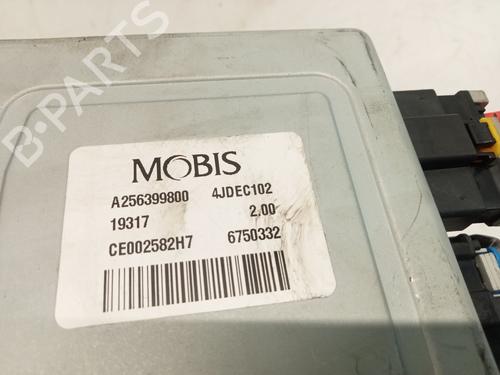 B-PARTS
MOBIS
A256399800 4JDEC102
19317 2,00
CE002582H7 6750332